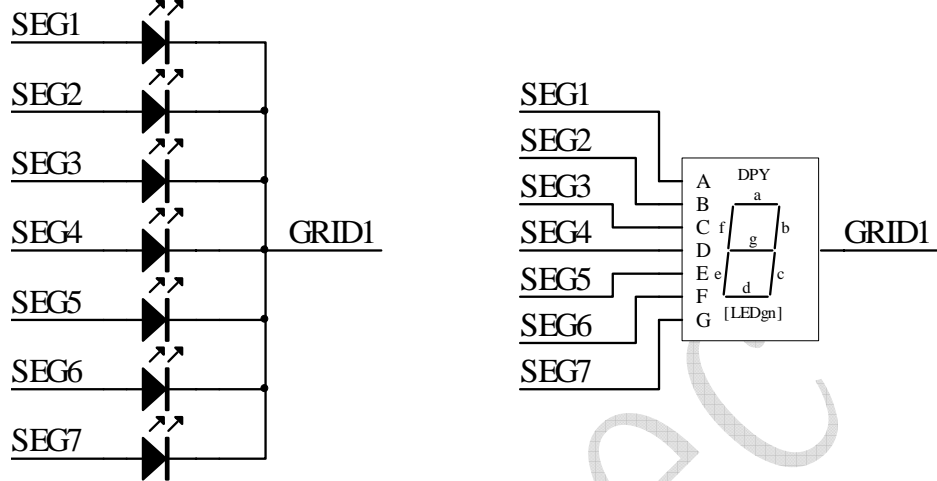 SEG1
SEG2
SEG3
SEG4
SEG5
SEG6
SEG7
GRID1
SEG1
SEG2
SEG3
SEG4
SEG5
SEG6
SEG7
A
B
C
D
E
F
G
DPY
a
f
b
g
e
c
d
[LEDgn]
GRID1